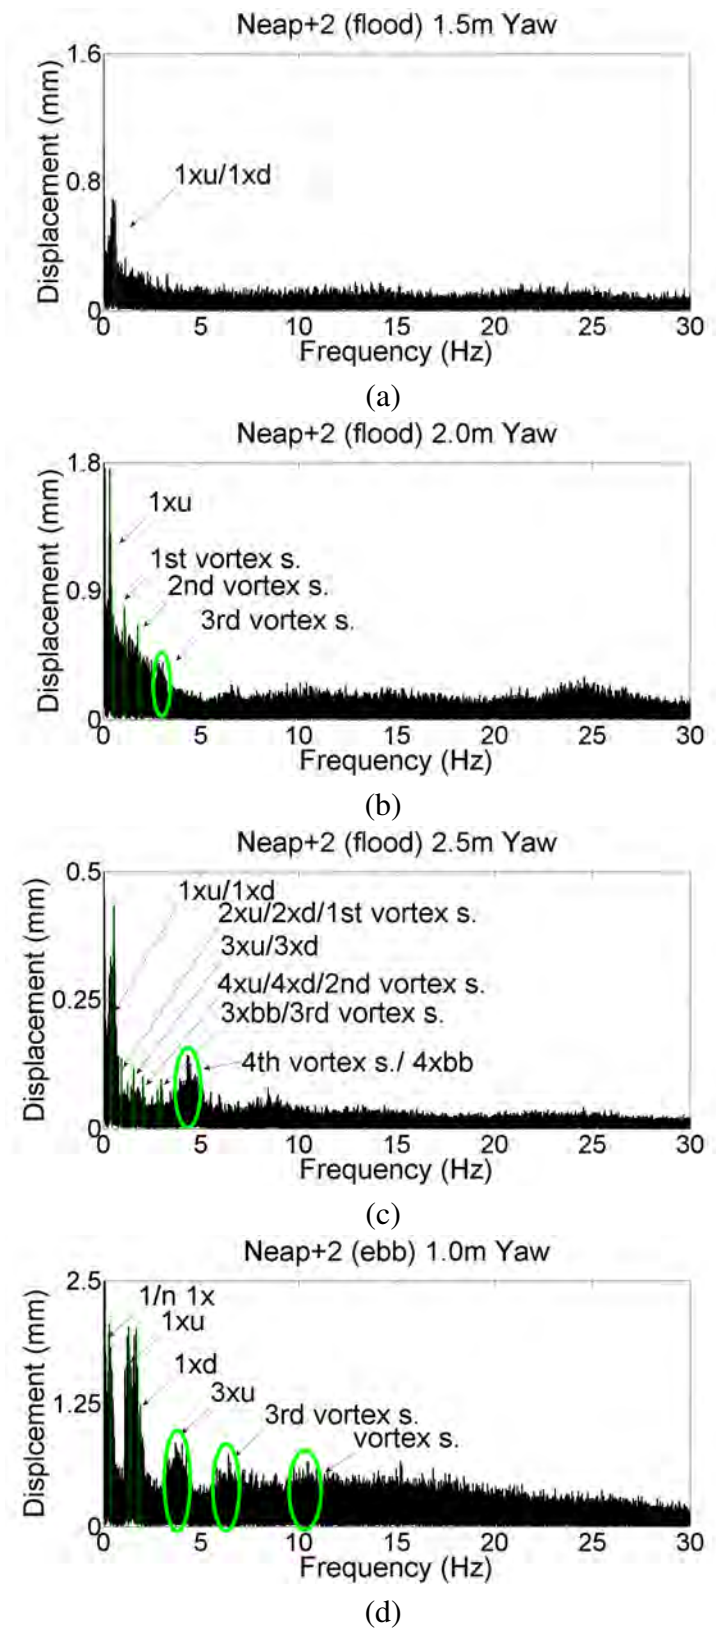 Neap+2 (flood) 1.5m Yaw
1.6
0.8
0
Displacement (mm)
1xu/1xd
0 5 10 15 20 25 30
Frequency (Hz)
(a)
Neap+2 (flood) 2.0m Yaw
1.8
0.9
0
Displacement (mm)
1xu
1st vortex s.
2nd vortex s.
3rd vortex s.
0 5 10 15 20 25 30
Frequency (Hz)
(b)
Neap+2 (flood) 2.5m Yaw
0.5
0.25
0
Displacement (mm)
1xu/1xd
2xu/2xd/1st vortex s.
3xu/3xd
4xu/4xd/2nd vortex s.
3xbb/3rd vortex s.
4th vortex s./ 4xbb
0 5 10 15 20 25 30
Frequency (Hz)
(c)
Neap+2 (ebb) 1.0m Yaw
2.5
1.25
0
Displcement (mm)
1/n 1x
1xu
1xd
3xu
3rd vortex s.
vortex s.
0 5 10 15 20 25 30
Frequency (Hz)
(d)